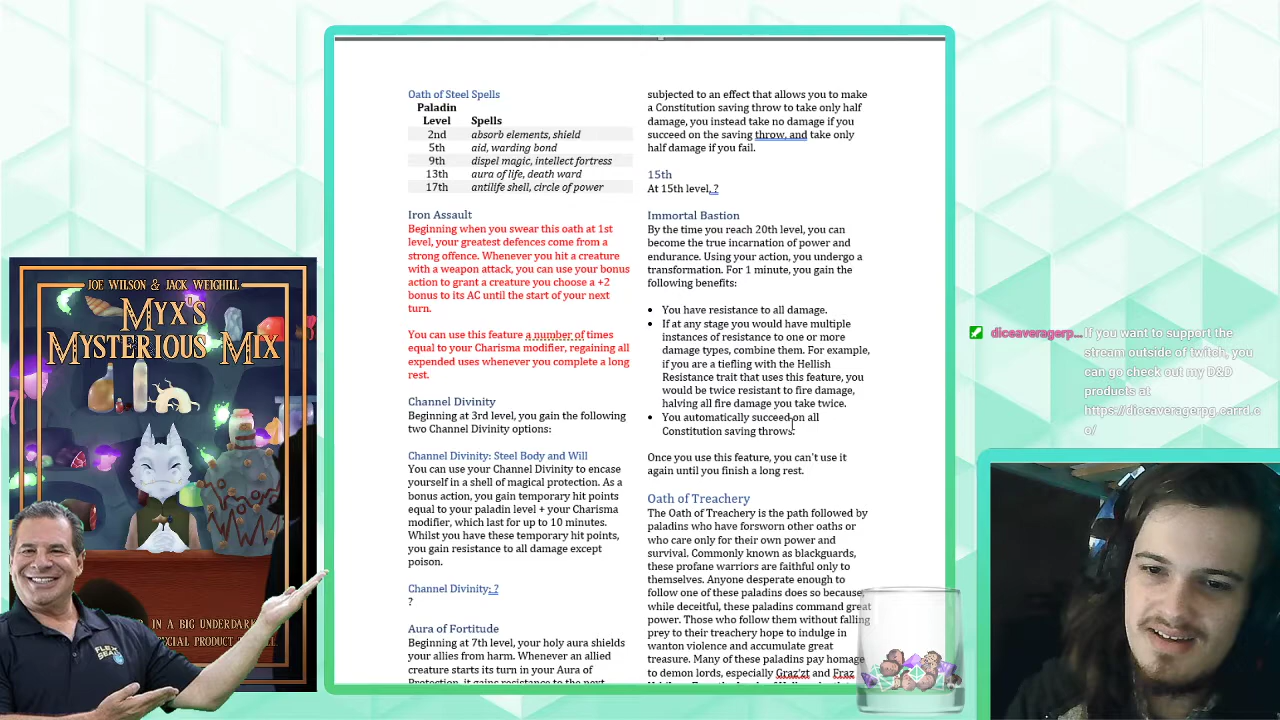 JOE WILSON & JACK WEIGHILL
MYX'S
MYSTERIOUS MIX
Oath of Steel Spells
Paladin
Level Spells
2nd absorb elements, shield
5th aid, warding bond
9th dispel magic, intellect fortress
13th aura of life, death ward
17th antilife shell, circle of power
Iron Assault
Beginning when you swear this oath at 1st
level, your greatest defences come from a
strong offence. Whenever you hit a creature
with a weapon attack, you can use your bonus
action to grant a creature you choose a +2
bonus to its AC until the start of your next
turn.
You can use this feature a number of times
equal to your Charisma modifier, regaining all
expended uses whenever you complete a long
rest.
Channel Divinity
Beginning at 3rd level, you gain the following
two Channel Divinity options:
Channel Divinity: Steel Body and Will
You can use your Channel Divinity to encase
yourself in a shell of magical protection. As a
bonus action, you gain temporary hit points
equal to your paladin level + your Charisma
modifier, which last for up to 10 minutes.
Whilst you have these temporary hit points,
you gain resistance to all damage except
poison.
Channel Divinity: ?
?
Aura of Fortitude
Beginning at 7th level, your holy aura shields
your allies from harm. Whenever an allied
creature starts its turn in your Aura of
Protection, it gains resistance to the next
subjected to an effect that allows you to make
a Constitution saving throw to take only half
damage, you instead take no damage if you
succeed on the saving throw, and take only
half damage if you fail.
15th
At 15th level, ?
Immortal Bastion
By the time you reach 20th level, you can
become the true incarnation of power and
endurance. Using your action, you undergo a
transformation. For 1 minute, you gain the
following benefits:
• You have resistance to all damage.
• If at any stage you would have multiple
instances of resistance to one or more
damage types, combine them. For example,
if you are a tiefling with the Hellish
Resistance trait that uses this feature, you
would be twice resistant to fire damage,
halving all fire damage you take twice.
• You automatically succeed on all
Constitution saving throws.
Once you use this feature, you can't use it
again until you finish a long rest.
Oath of Treachery
The Oath of Treachery is the path followed by
paladins who have forsworn other oaths or
who care only for their own power and
survival. Commonly known as blackguards,
these profane warriors are faithful only to
themselves. Anyone desperate enough to
follow one of these paladins does so because,
while deceitful, these paladins command great
power. Those who follow them without falling
prey to their treachery hope to indulge in
wanton violence and accumulate great
treasure. Many of these paladins pay homage
to demon lords, especially Graz'zt and Fraz
diceaveragerp... If you want to support the
stream outside of twitch, you
can go check out my D&D
products at
https://diceaveragerpg.carrd.c
o/